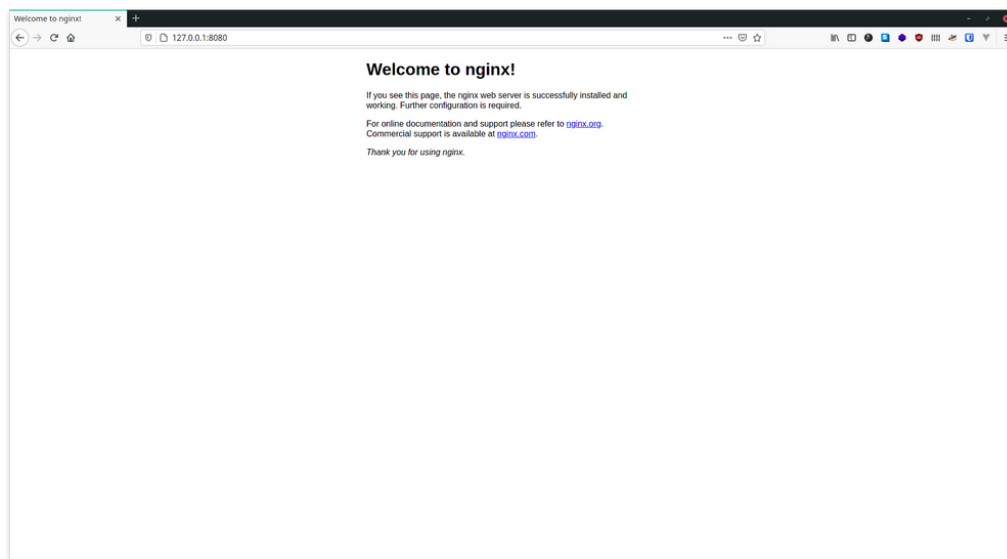 Welcome to nginx!
127.0.0.1:8080
Welcome to nginx!
If you see this page, the nginx web server is successfully installed and
working. Further configuration is required.
For online documentation and support please refer to nginx.org.
Commercial support is available at nginx.com.
Thank you for using nginx.